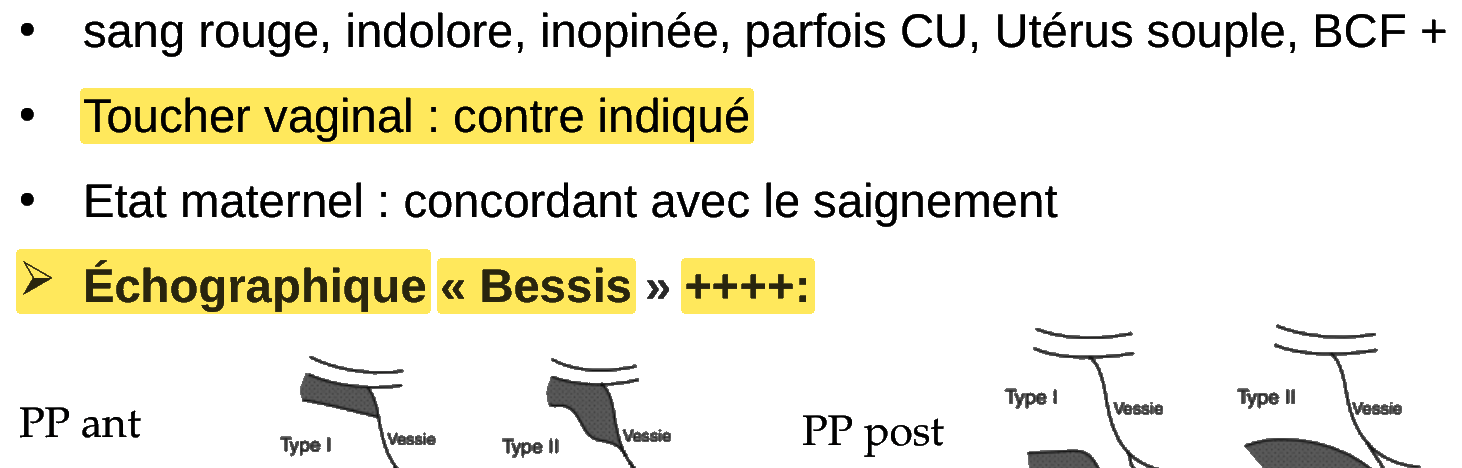 • sang rouge, indolore, inopinée, parfois CU, Utérus souple, BCF +
• Toucher vaginal : contre indiqué
• Etat maternel : concordant avec le saignement
➢ Échographique « Bessis » ++++:
PP ant
Type I
Vessie
Type II
Vessie
PP post
Type I
Vessie
Type II
Vessie